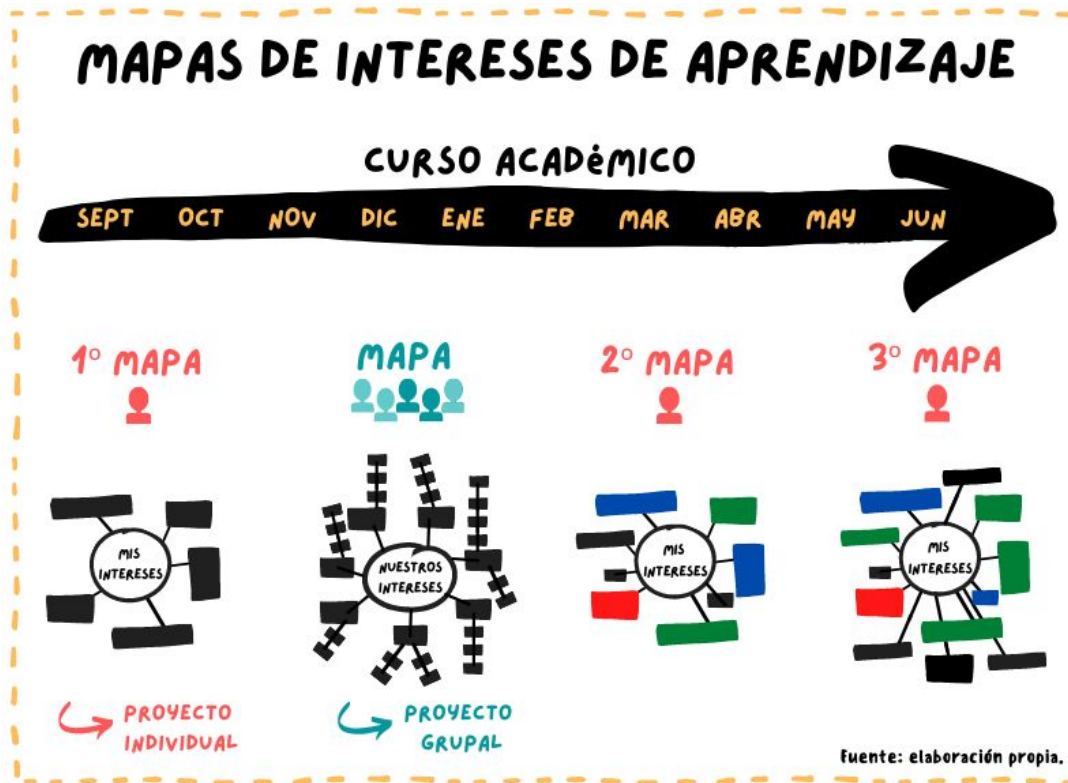 MAPAS DE INTERESES DE APRENDIZAJE
CURSO ACADéMICO
SEPT OCT NOV DIC ENE FEB MAR ABR MAY JUN
1º MAPA
MAPA
2º MAPA
3º MAPA
MIS
INTERESES
NUESTROS
INTERESES
MIS
INTERESES
MIS
INTERESES
PROYECTO
INDIVIDUAL
PROYECTO
GRUPAL
Fuente: elaboración propia.